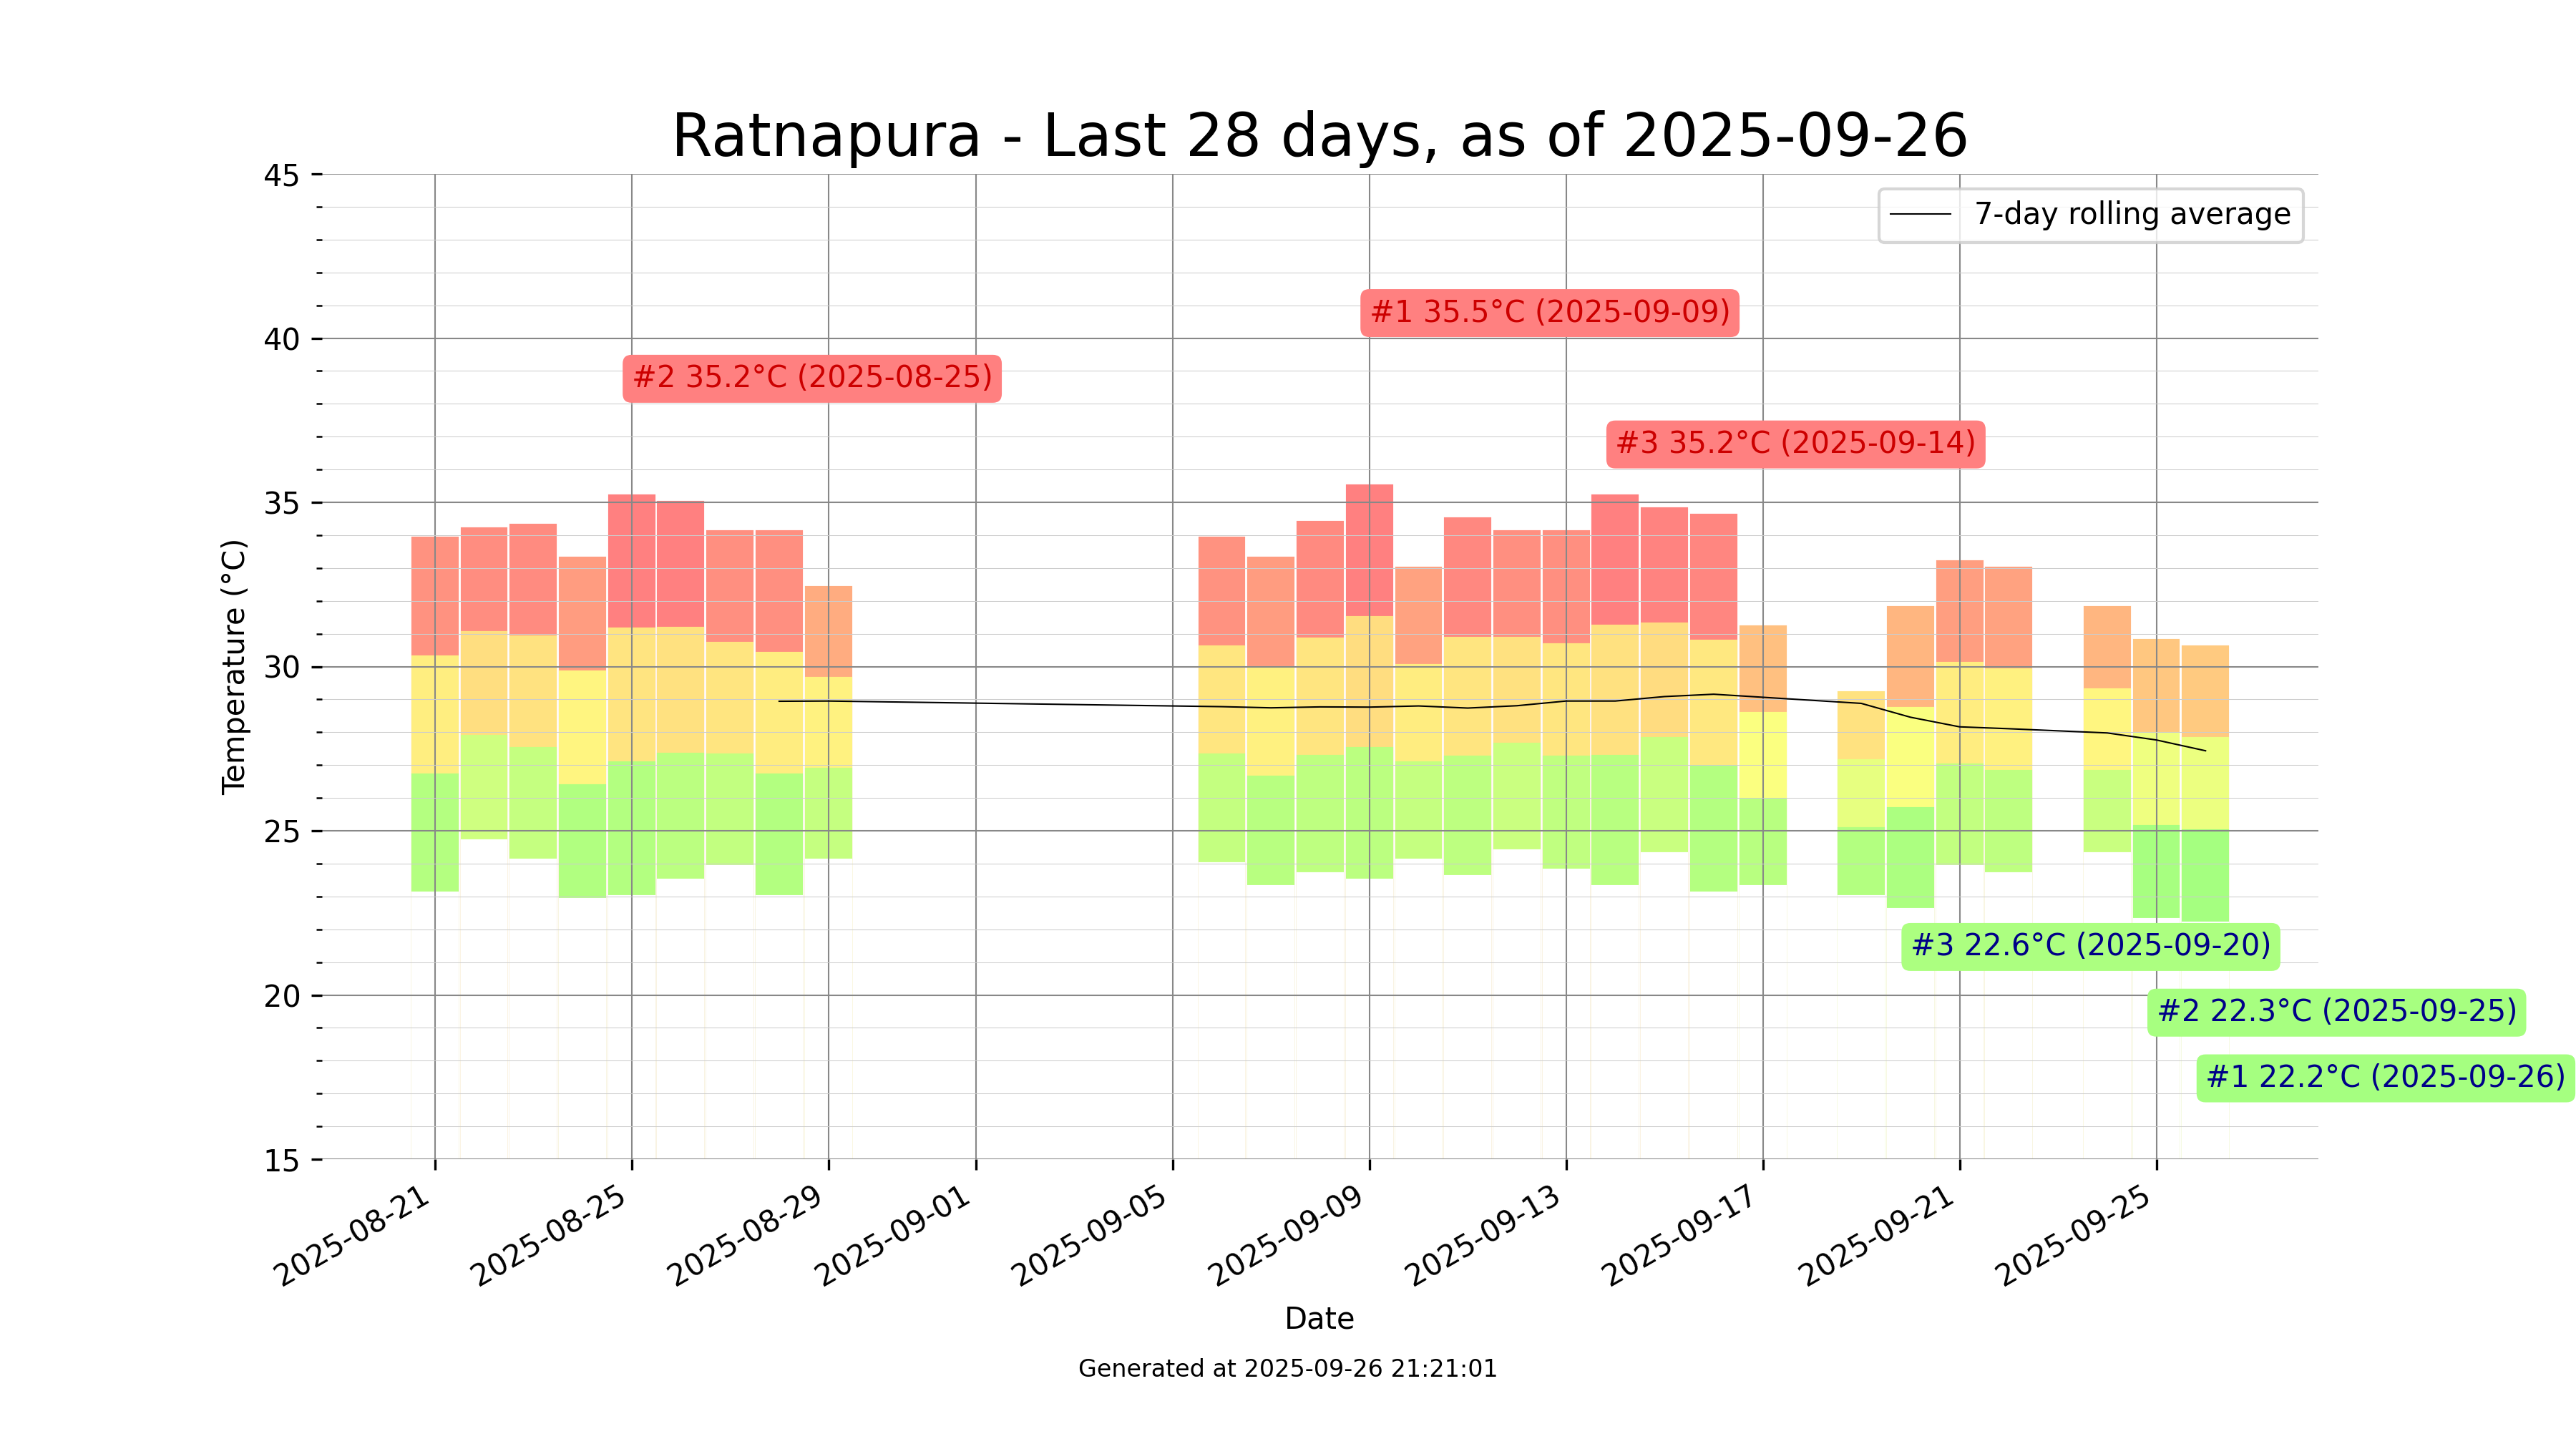 Ratnapura - Last 28 days, as of 2025-09-26
7-day rolling average
#1 35.5°C (2025-09-09)
#2 35.2°C (2025-08-25)
#3 35.2°C (2025-09-14)
#3 22.6°C (2025-09-20)
#2 22.3°C (2025-09-25)
#1 22.2°C (2025-09-26)
Temperature (°C)
45
40
35
30
25
20
15
2025-08-21
2025-08-25
2025-08-29
2025-09-01
2025-09-05
2025-09-09
2025-09-13
2025-09-17
2025-09-21
2025-09-25
Date
Generated at 2025-09-26 21:21:01